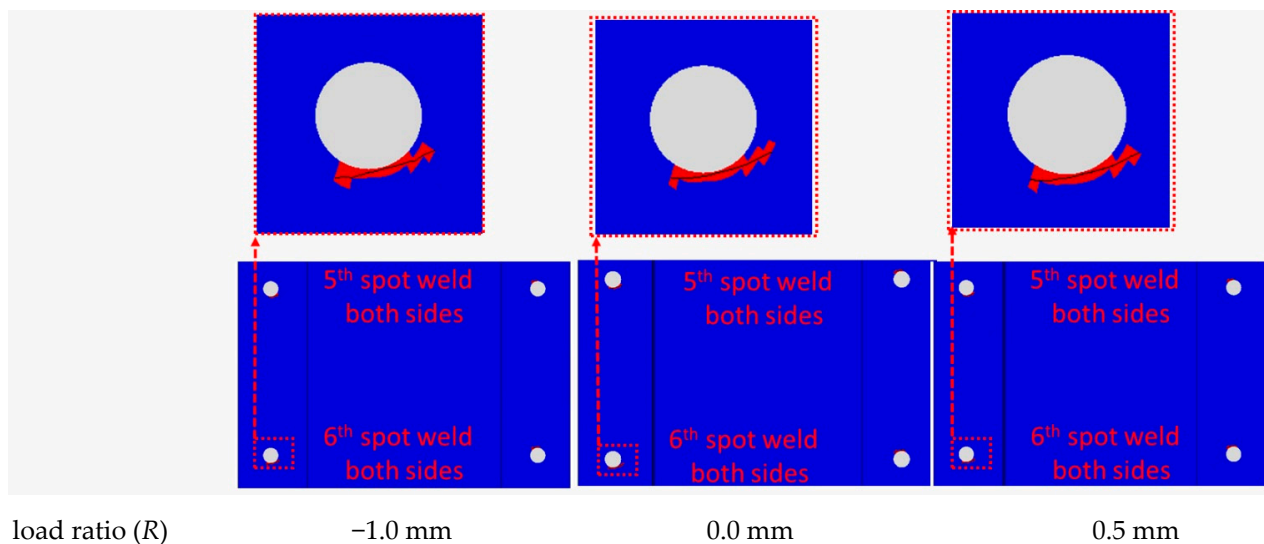 5th spot weld
both sides
5th spot weld
both sides
5th spot weld
both sides
6th spot weld
both sides
6th spot weld
both sides
6th spot weld
both sides
load ratio (R) −1.0 mm 0.0 mm 0.5 mm